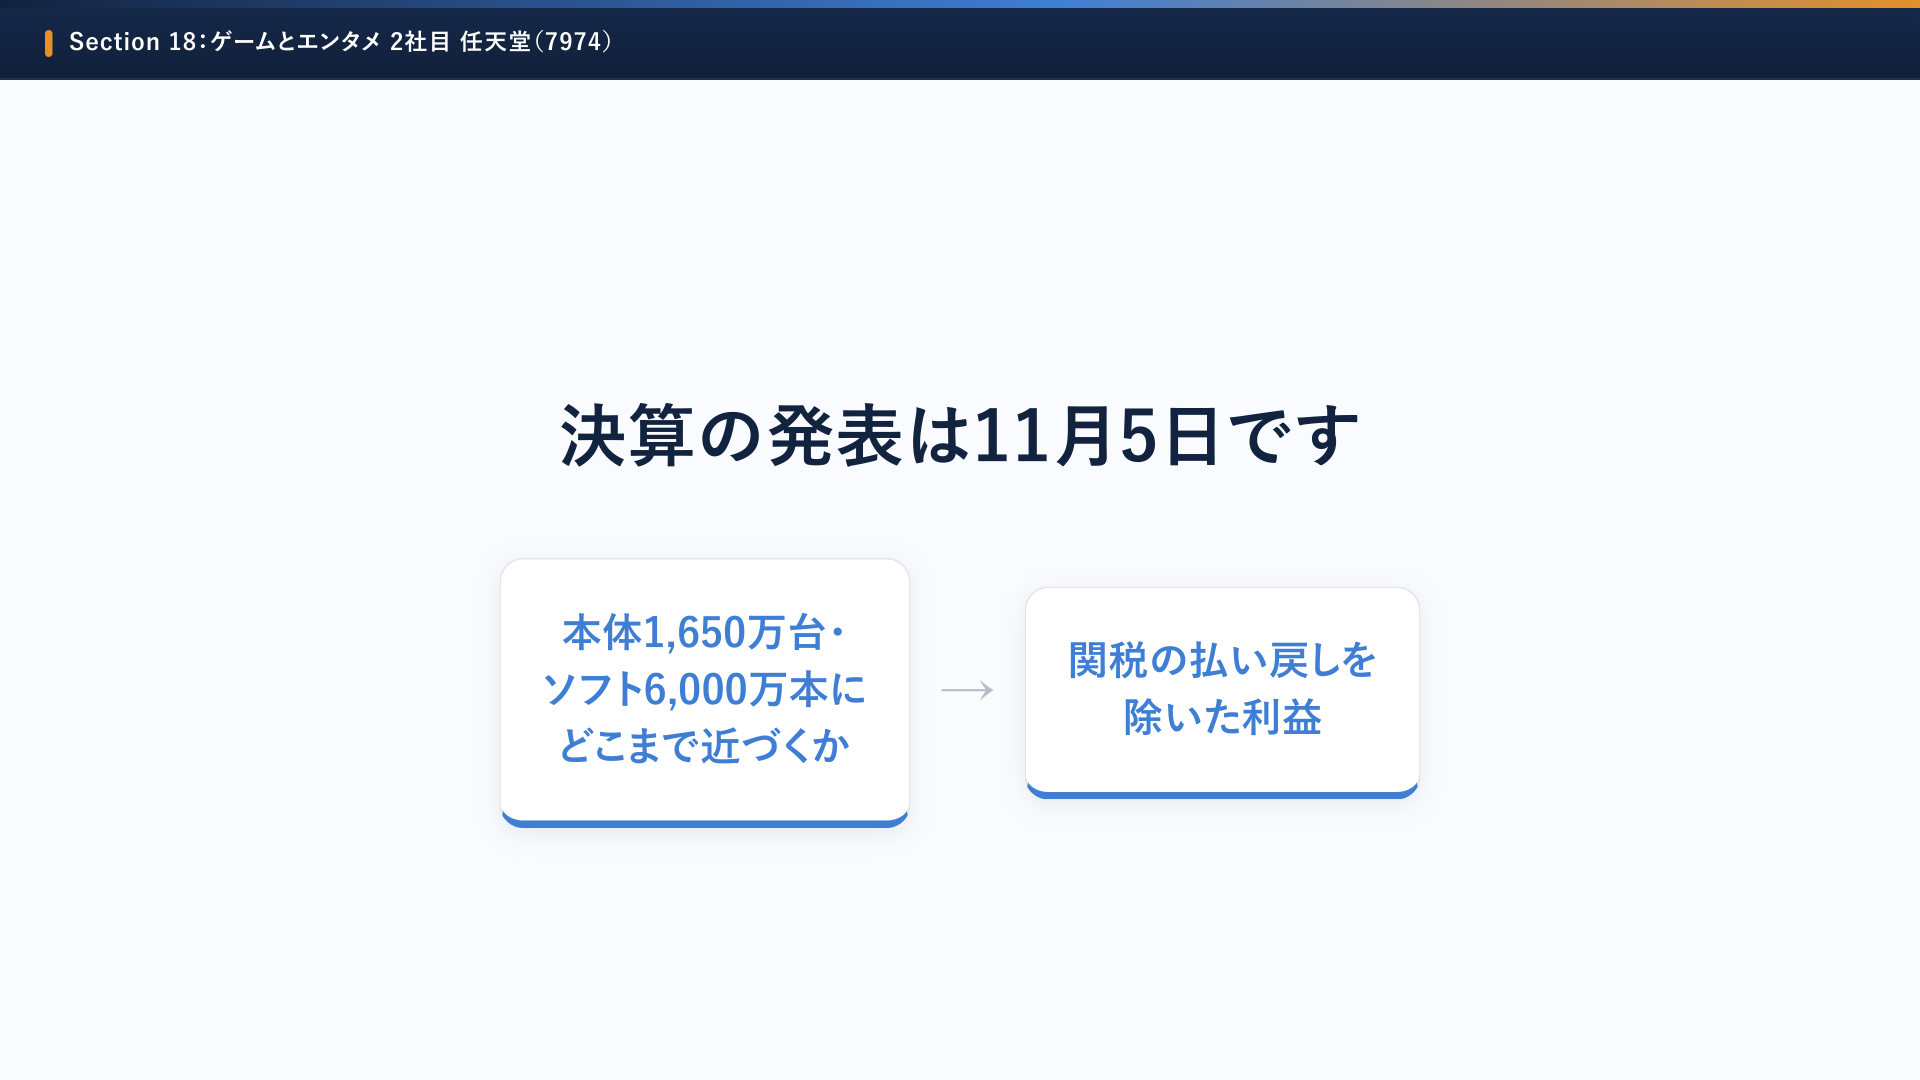 Section 18：ゲームとエンタメ 2社目 任天堂（7974）
決算の発表は11月5日です
本体1,650万台・
ソフト6,000万本に
どこまで近づくか
→
関税の払い戻しを
除いた利益